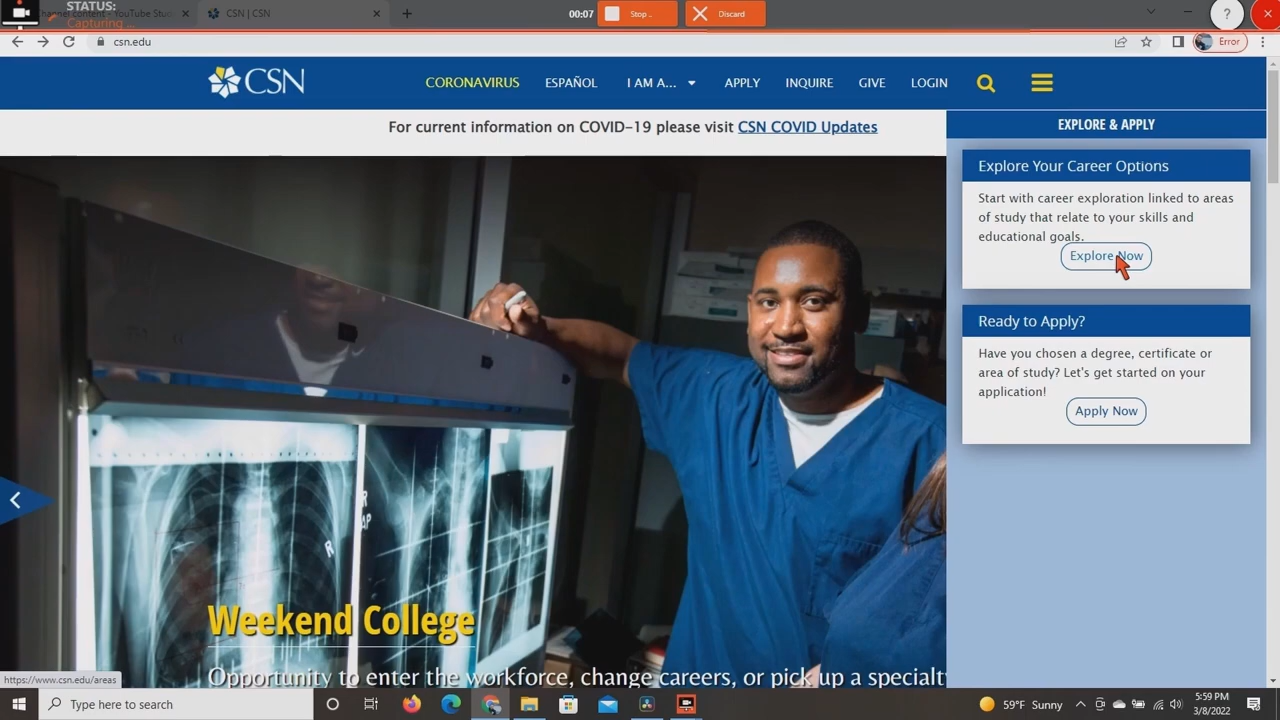 STATUS:
Capturing ...
hannel content - YouTube Stu
CSN | CSN
00:07
Stop ..
Discard
?
csn.edu
Error
CSN
CORONAVIRUS
ESPAÑOL
I AM A...
APPLY
INQUIRE
GIVE
LOGIN
For current information on COVID-19 please visit CSN COVID Updates
EXPLORE & APPLY
Explore Your Career Options
Start with career exploration linked to areas
of study that relate to your skills and
educational goals.
Explore Now
Ready to Apply?
Have you chosen a degree, certificate or
area of study? Let's get started on your
application!
Apply Now
R
AP
R
Weekend College
Opportunity to enter the workforce, change careers, or pick up a specialt
https://www.csn.edu/areas
Type here to search
59°F Sunny
5:59 PM
3/8/2022